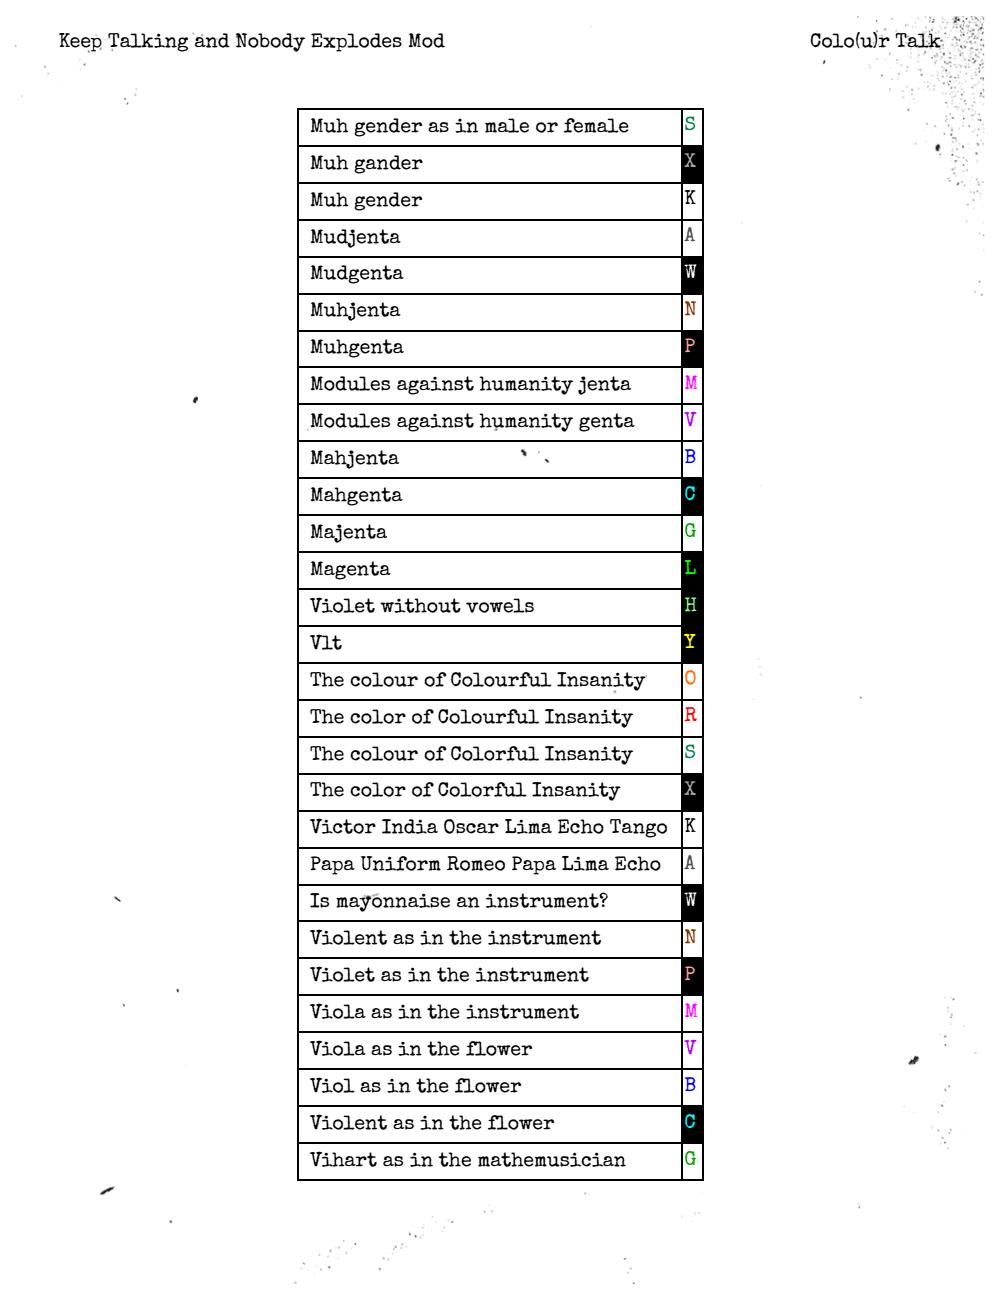 Keep Talking and Nobody Explodes Mod Colo(u)r Talk
Muh gender as in male or female S
Muh gander X
Muh gender K
Mudjenta A
Mudgenta W
Muhjenta N
Muhgenta P
Modules against humanity jenta M
Modules against humanity genta V
Mahjenta B
Mahgenta C
Majenta G
Magenta L
Violet without vowels H
Vlt Y
The colour of Colourful Insanity O
The color of Colourful Insanity R
The colour of Colorful Insanity S
The color of Colorful Insanity X
Victor India Oscar Lima Echo Tango K
Papa Uniform Romeo Papa Lima Echo A
Is mayonnaise an instrument? W
Violent as in the instrument N
Violet as in the instrument P
Viola as in the instrument M
Viola as in the flower V
Viol as in the flower B
Violent as in the flower C
Vihart as in the mathemusician G